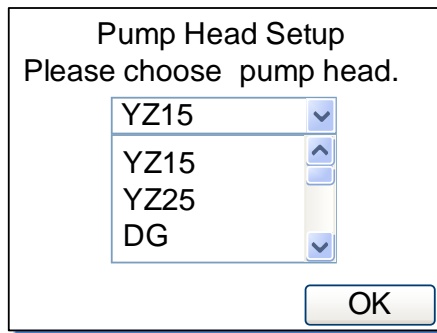 Pump Head Setup
Please choose  pump head.
YZ15
YZ15
YZ25
DG
OK